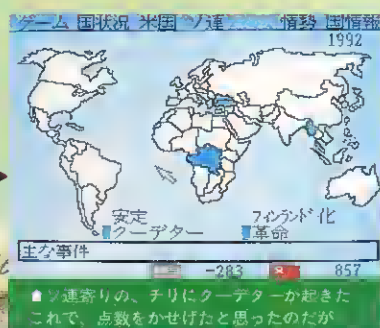 ゲーム 国状況 米国 ソ連 情勢 国情報
1992
安定 フィンランド化
クーデター 革命
主な事件
-283 857
ソ連寄りの、チリにクーデターが起きた
これで、点数をかせげたと思ったのだが